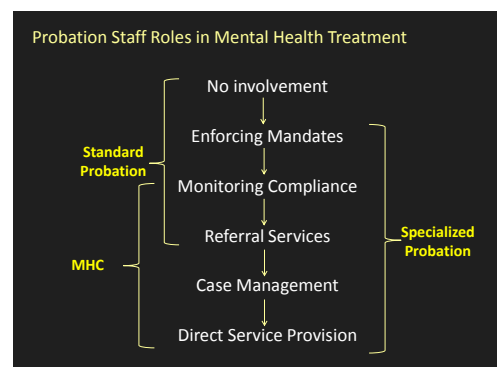 Probation Staff Roles in Mental Health Treatment
No involvement
Enforcing Mandates
Standard
Probation
Monitoring Compliance
Referral Services
Specialized
Probation
MHC
Case Management
Direct Service Provision